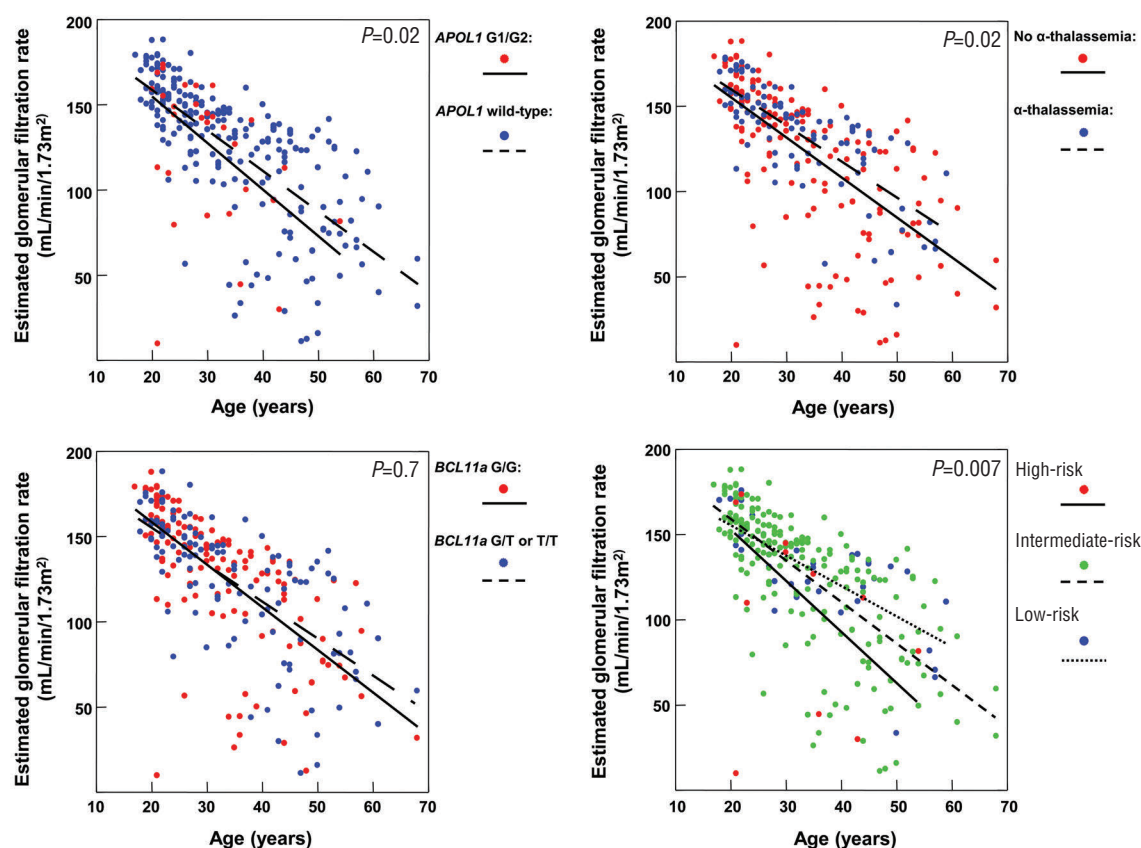 Estimated glomerular filtration rate
(mL/min/1.73m²)
200
150
100
50
10 20 30 40 50 60 70
Age (years)
P=0.02
APOL1 G1/G2:
APOL1 wild-type:
Estimated glomerular filtration rate
(mL/min/1.73m²)
200
150
100
50
10 20 30 40 50 60 70
Age (years)
P=0.02
No α-thalassemia:
α-thalassemia:
Estimated glomerular filtration rate
(mL/min/1.73m²)
200
150
100
50
10 20 30 40 50 60 70
Age (years)
P=0.7
BCL11a G/G:
BCL11a G/T or T/T
Estimated glomerular filtration rate
(mL/min/1.73m²)
200
150
100
50
10 20 30 40 50 60 70
Age (years)
P=0.007
High-risk
Intermediate-risk
Low-risk